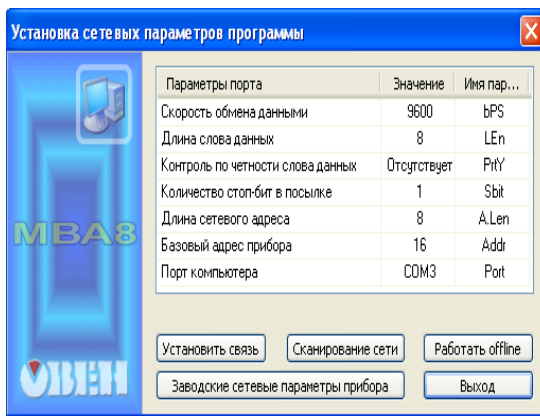 Установка сетевых параметров программы
Параметры порта Значение Имя пар...
Скорость обмена данными 9600 bPS
Длина слова данных 8 LEn
Контроль по четности слова данных Отсутствует PrtY
Количество стоп-бит в посылке 1 Sbit
Длина сетевого адреса 8 A.Len
Базовый адрес прибора 16 Addr
Порт компьютера COM3 Port
МВА8
ОВЕН
Установить связь Сканирование сети Работать offline
Заводские сетевые параметры прибора Выход